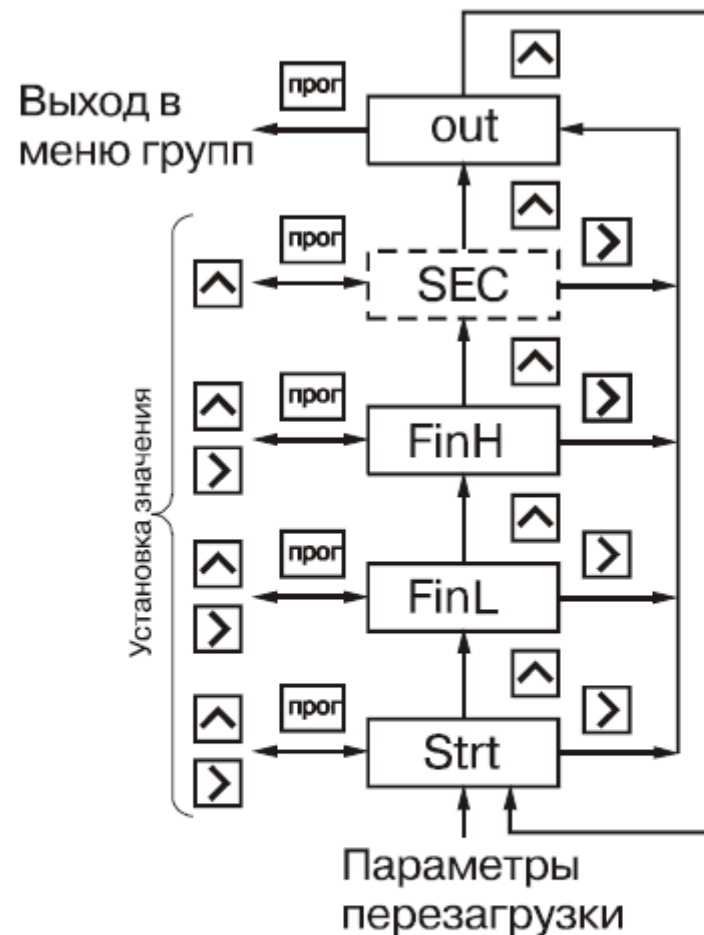 прог
Выход в
меню групп
out
прог
SEC
прог
FinH
прог
FinL
прог
Strt
Установка значения
Параметры
перезагрузки